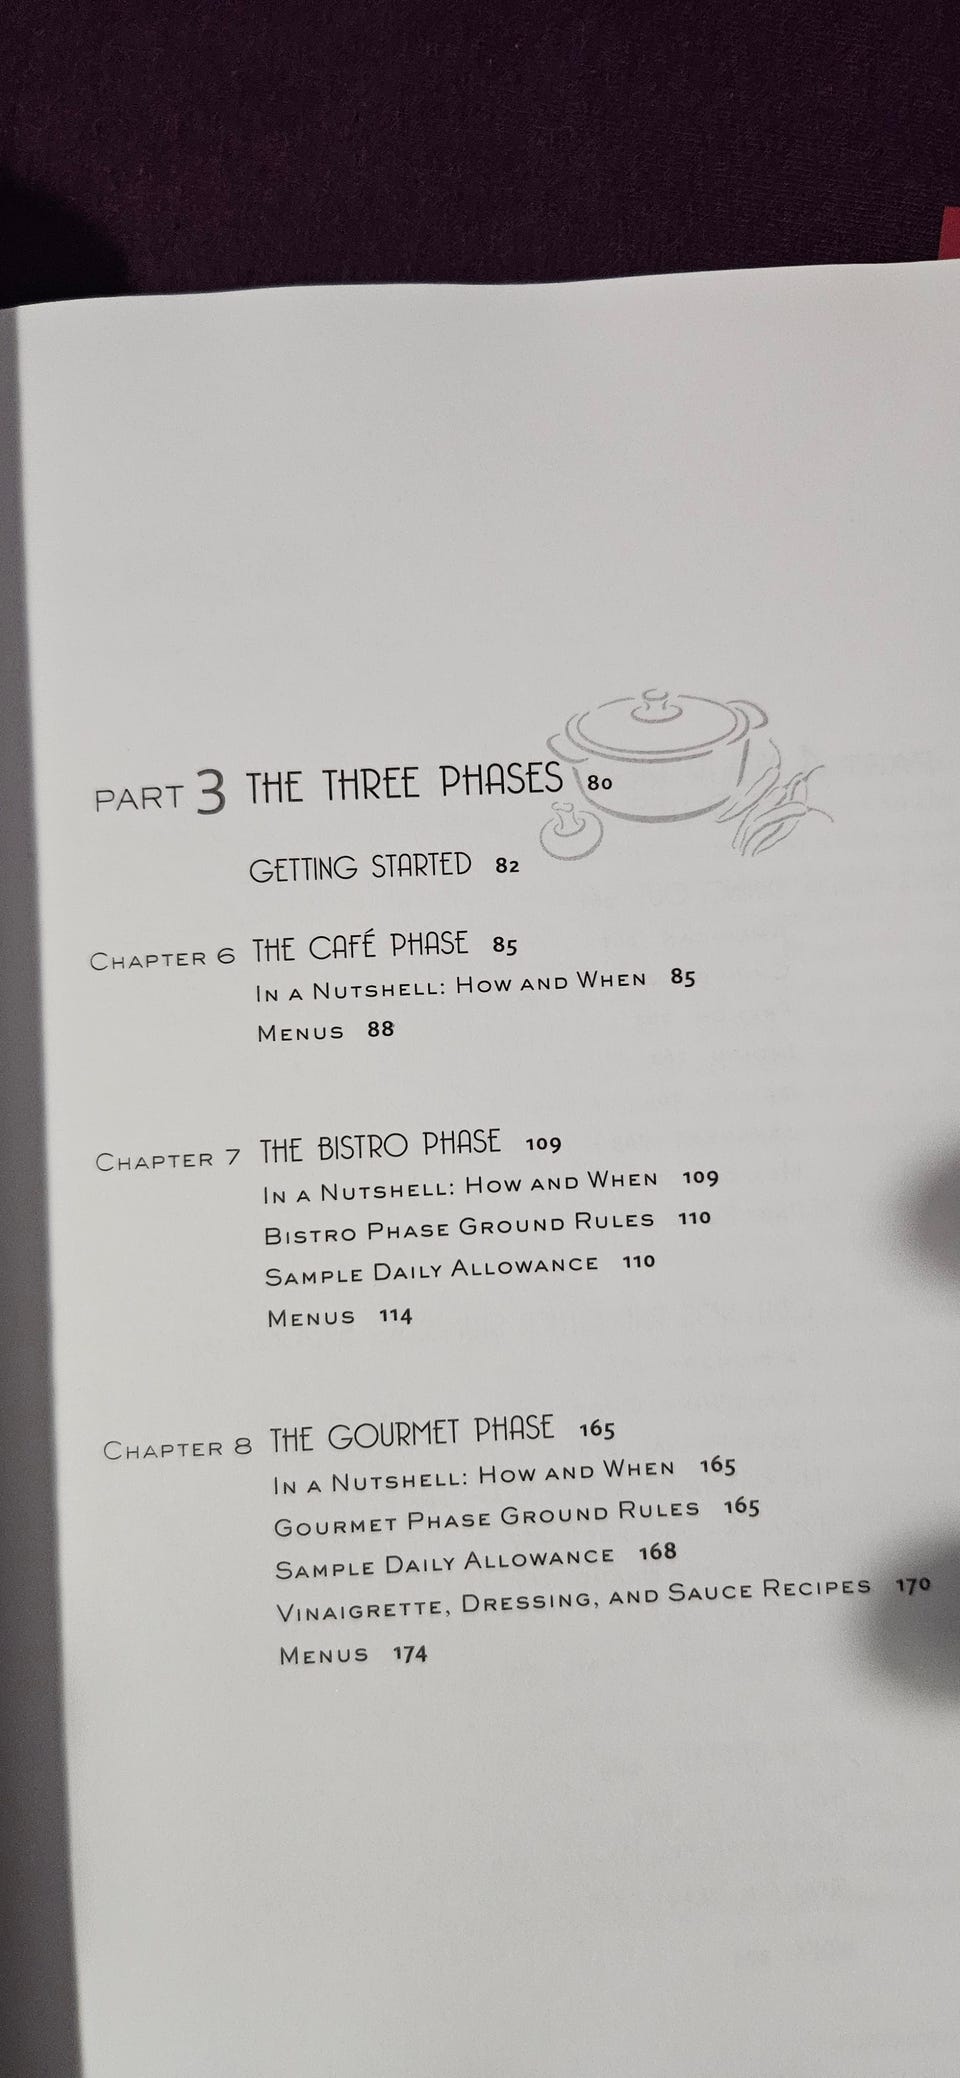 PART 3 THE THREE PHASES 80
GETTING STARTED 82
CHAPTER 6 THE CAFÉ PHASE 85
IN A NUTSHELL: HOW AND WHEN 85
MENUS 88
CHAPTER 7 THE BISTRO PHASE 109
IN A NUTSHELL: HOW AND WHEN 109
BISTRO PHASE GROUND RULES 110
SAMPLE DAILY ALLOWANCE 110
MENUS 114
CHAPTER 8 THE GOURMET PHASE 165
IN A NUTSHELL: HOW AND WHEN 165
GOURMET PHASE GROUND RULES 165
SAMPLE DAILY ALLOWANCE 168
VINAIGRETTE, DRESSING, AND SAUCE RECIPES 170
MENUS 174